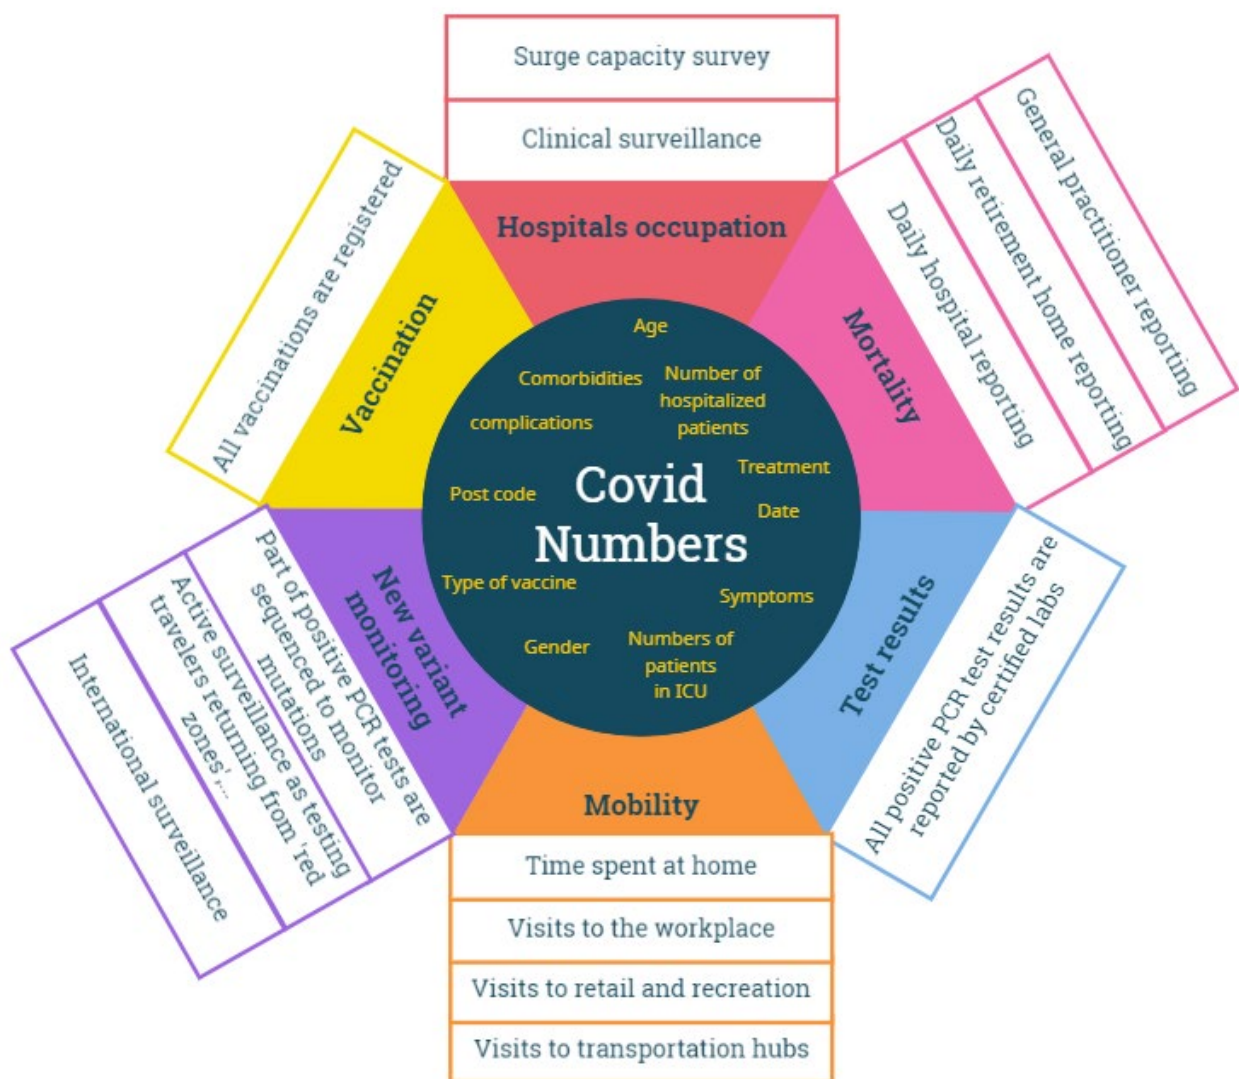 Surge capacity survey
Clinical surveillance
Hospitals occupation
General practitioner reporting
Daily retirement home reporting
Daily hospital reporting
Mortality
All vaccinations are registered
Vaccination
Age
Comorbidities
Number of
hospitalized
patients
complications
Treatment
Post code
Date
Covid
Numbers
Type of vaccine
Symptoms
Gender
Numbers of
patients
in ICU
New variant
monitoring
Part of positive PCR tests are
sequenced to monitor
mutations
Active surveillance as testing
travelers returning from 'red
zones',...
International surveillance
Test results
All positive PCR test results are
reported by certified labs
Mobility
Time spent at home
Visits to the workplace
Visits to retail and recreation
Visits to transportation hubs